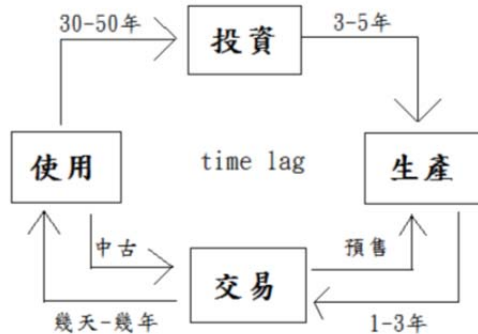 30-50年
投資
3-5年
使用
time lag
生產
中古
交易
預售
幾天-幾年
1-3年